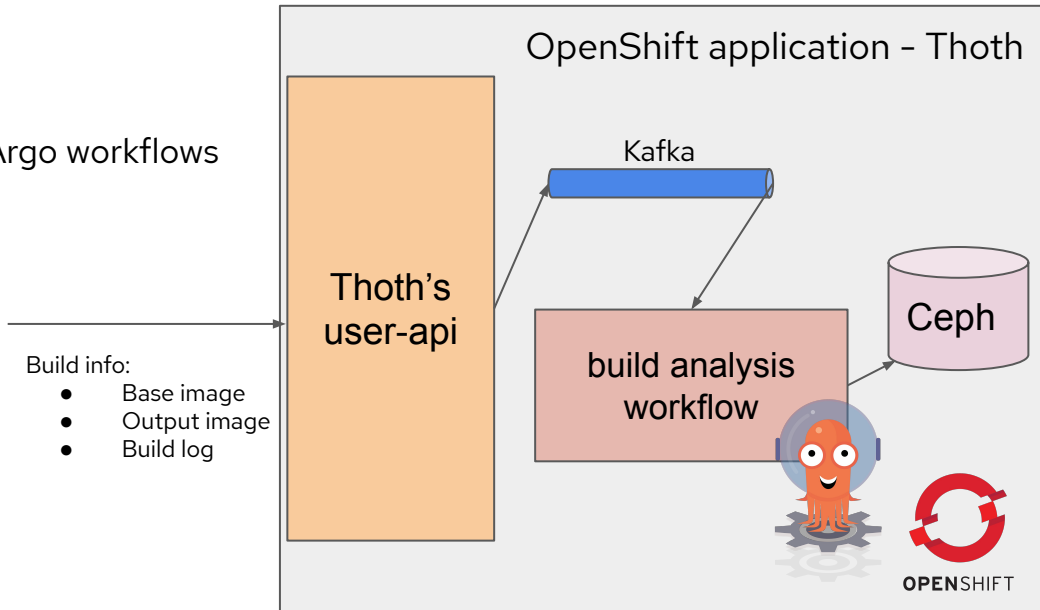 OpenShift application - Thoth
Argo workflows
Kafka
Thoth's
user-api
Ceph
build analysis
workflow
Build info:
● Base image
● Output image
● Build log
OPENSHIFT